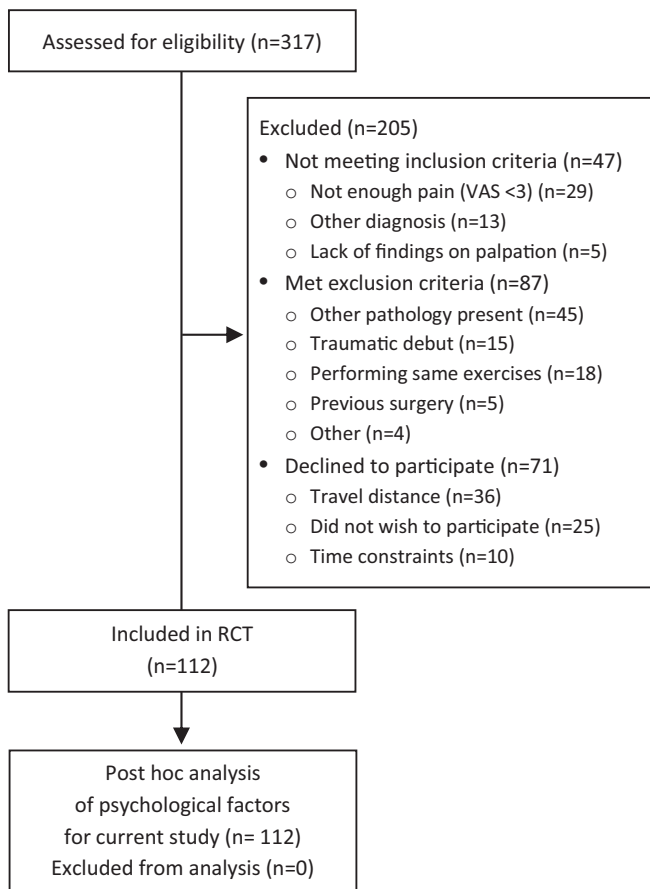 Assessed for eligibility (n=317)
Excluded (n=205)
• Not meeting inclusion criteria (n=47)
○ Not enough pain (VAS <3) (n=29)
○ Other diagnosis (n=13)
○ Lack of findings on palpation (n=5)
• Met exclusion criteria (n=87)
○ Other pathology present (n=45)
○ Traumatic debut (n=15)
○ Performing same exercises (n=18)
○ Previous surgery (n=5)
○ Other (n=4)
• Declined to participate (n=71)
○ Travel distance (n=36)
○ Did not wish to participate (n=25)
○ Time constraints (n=10)
Included in RCT
(n=112)
Post hoc analysis
of psychological factors
for current study (n= 112)
Excluded from analysis (n=0)